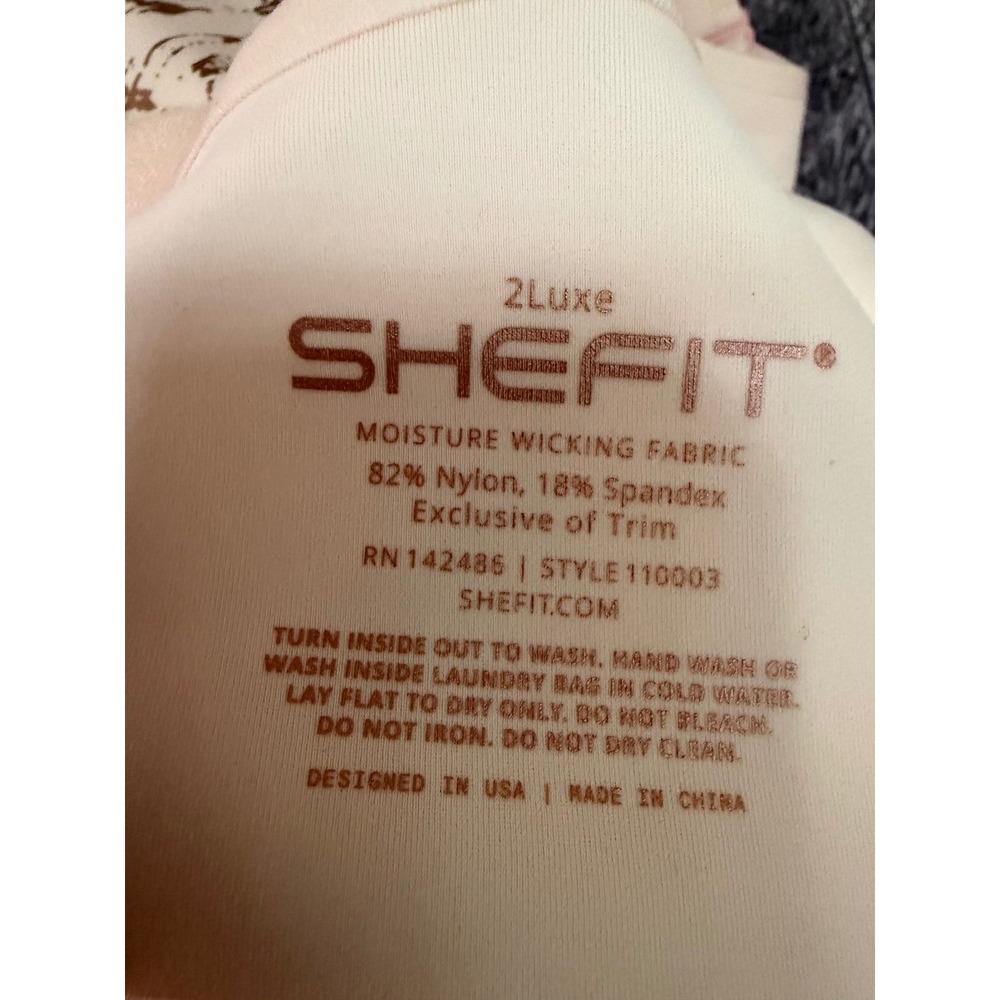 2Luxe
SHEFIT®
MOISTURE WICKING FABRIC
82% Nylon, 18% Spandex
Exclusive of Trim
RN 142486 | STYLE 110003
SHEFIT.COM
TURN INSIDE OUT TO WASH. HAND WASH OR
WASH INSIDE LAUNDRY BAG IN COLD WATER.
LAY FLAT TO DRY ONLY. DO NOT BLEACH.
DO NOT IRON. DO NOT DRY CLEAN.
DESIGNED IN USA | MADE IN CHINA